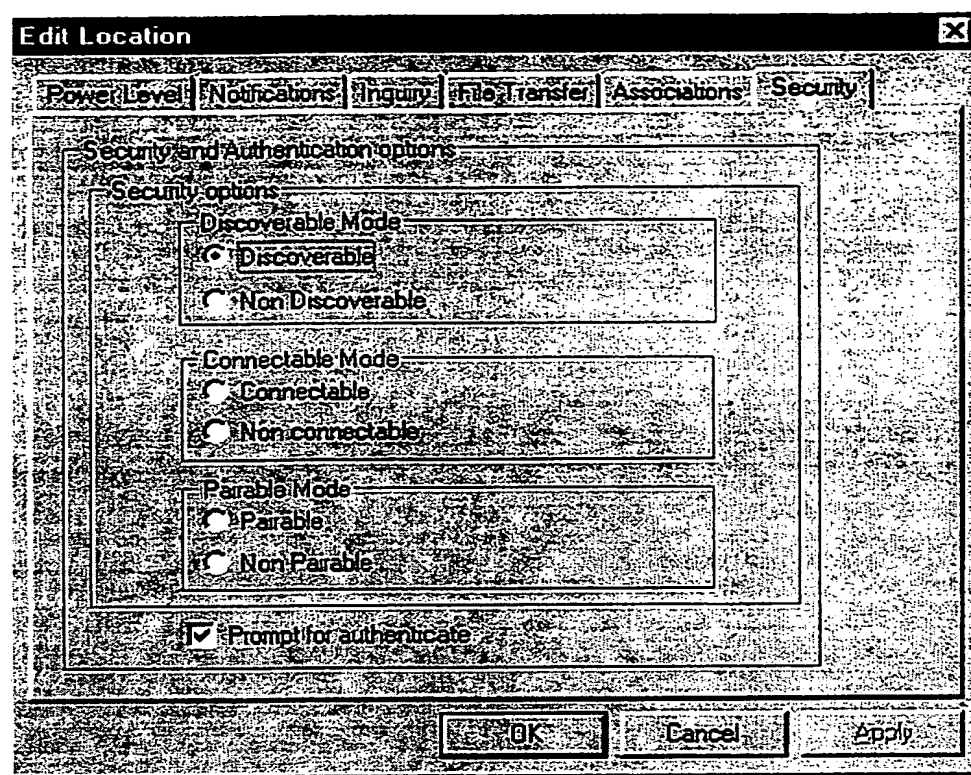 Edit Location
Power Level Notifications Inquiry File Transfer Associations Security
Security and Authentication options
Security options
Discoverable Mode
Discoverable
Non Discoverable
Connectable Mode
Connectable
Non connectable
Pairable Mode
Pairable
Non Pairable
Prompt for authenticate
OK Cancel Apply